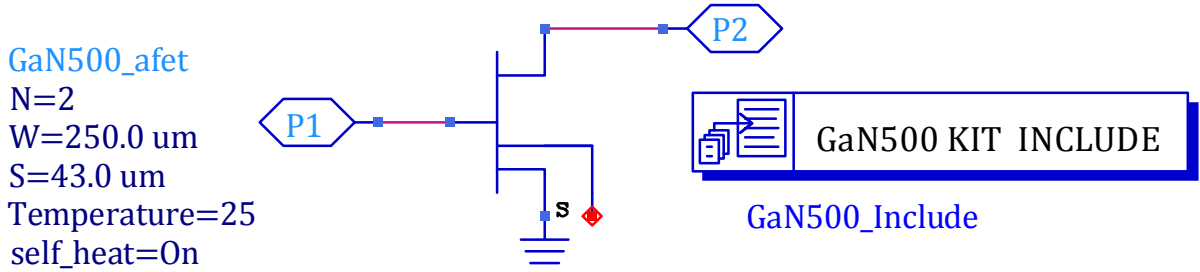 GaN500_afet
N=2
W=250.0 um
S=43.0 um
Temperature=25
self_heat=On
P1
P2
S
GaN500 KIT INCLUDE
GaN500_Include